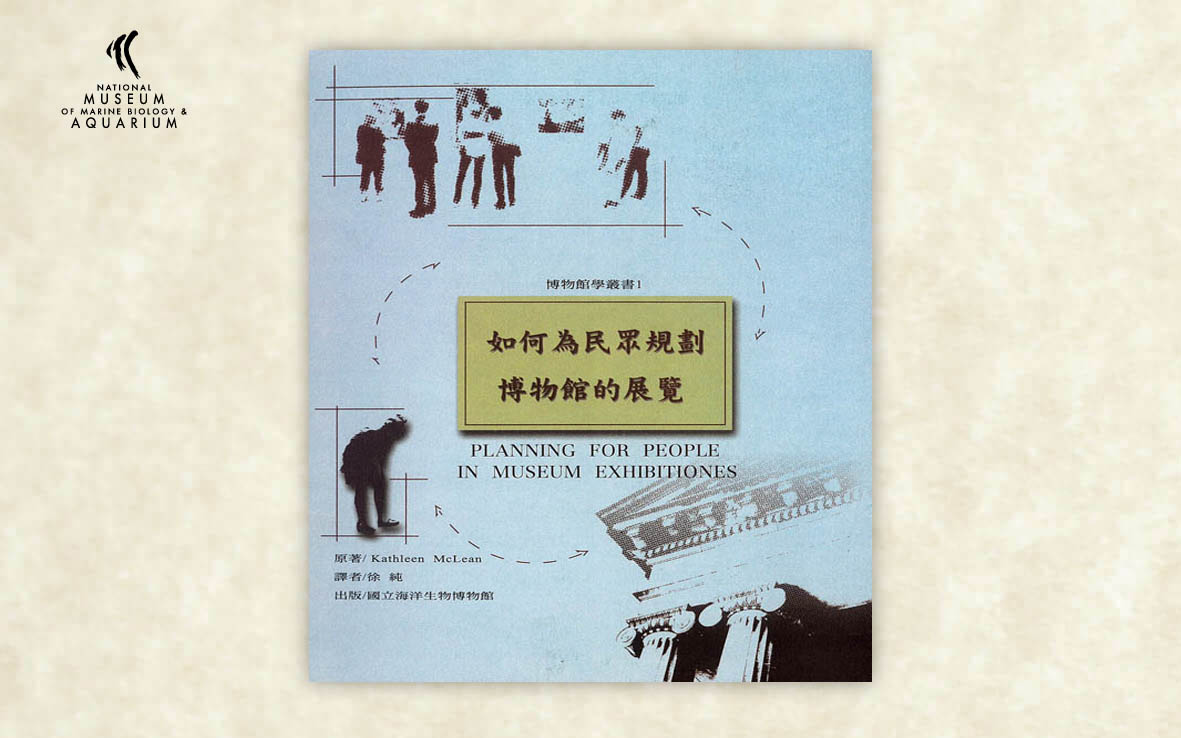 NATIONAL
MUSEUM
OF MARINE BIOLOGY &
AQUARIUM
博物館學叢書1
如何為民眾規劃
博物館的展覽
PLANNING FOR PEOPLE
IN MUSEUM EXHIBITIONES
原著/ Kathleen McLean
譯者/徐 純
出版/國立海洋生物博物館